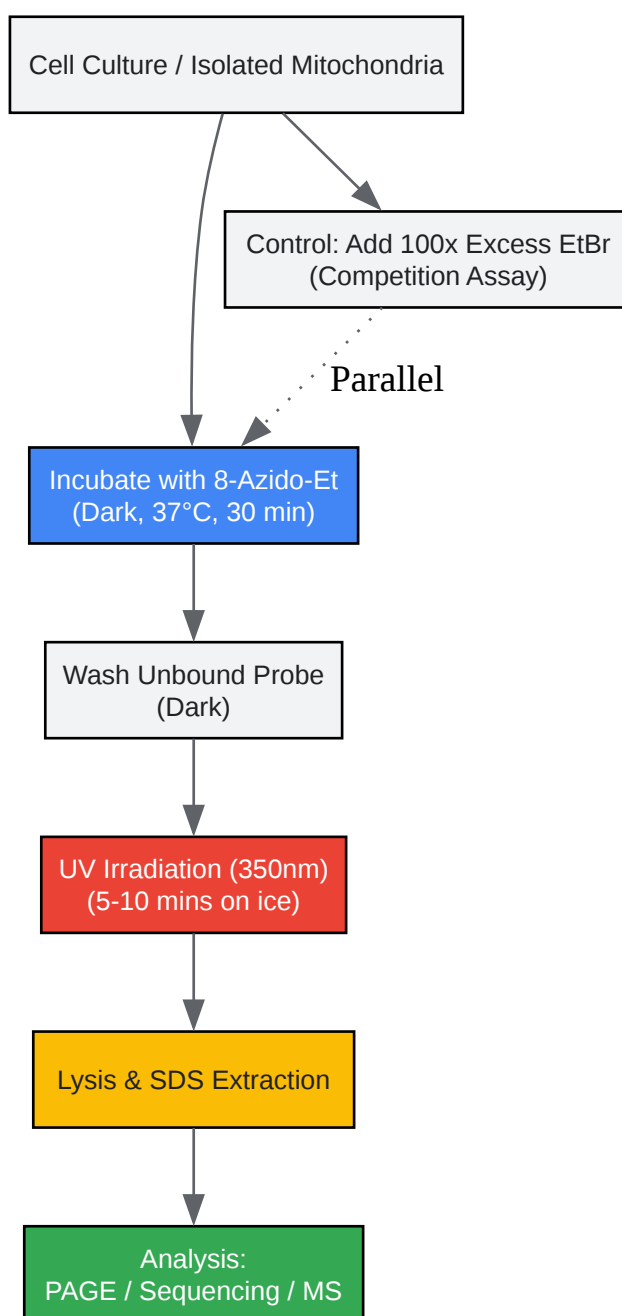 Cell Culture / Isolated Mitochondria
Control: Add 100x Excess EtBr
(Competition Assay)
Parallel
Incubate with 8-Azido-Et
(Dark, 37°C, 30 min)
Wash Unbound Probe
(Dark)
UV Irradiation (350nm)
(5-10 mins on ice)
Lysis & SDS Extraction
Analysis:
PAGE / Sequencing / MS